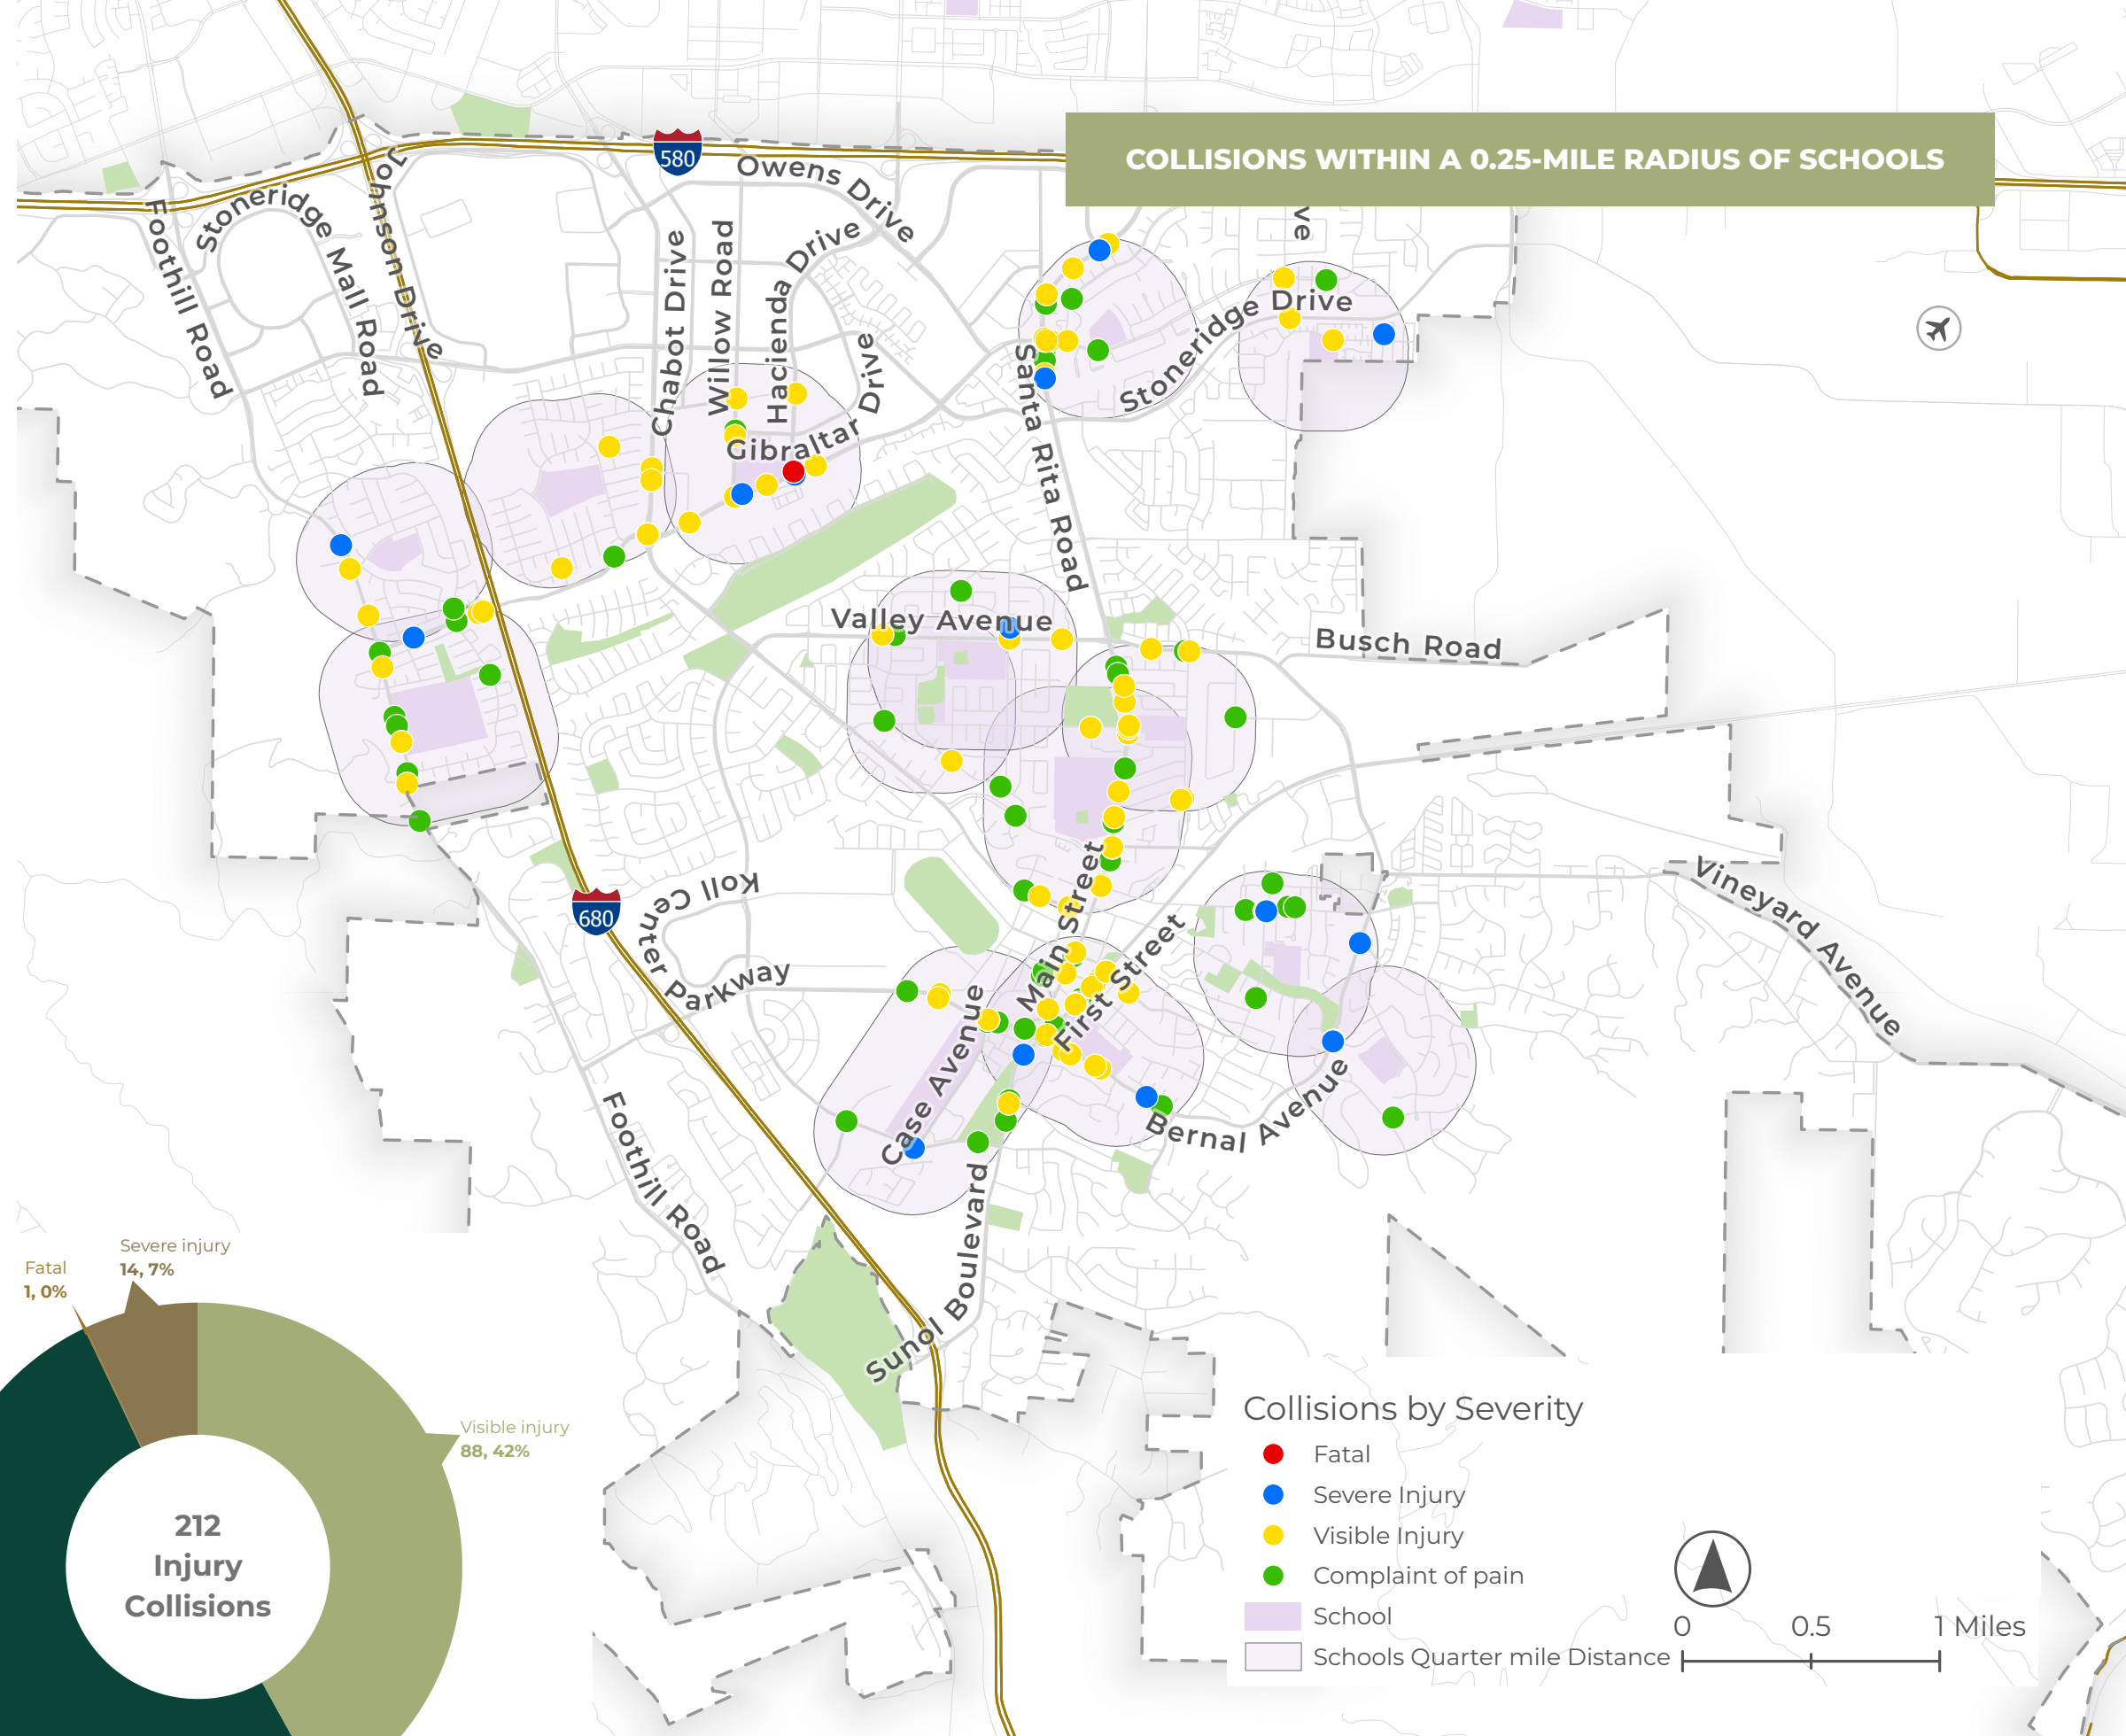 COLLISIONS WITHIN A 0.25-MILE RADIUS OF SCHOOLS
580
Owens Drive
Johnson Drive
Stoneridge Mall Road
Foothill Road
Chabot Drive
Willow Road
Hacienda Drive
Gibraltar Drive
ve
Stoneridge Drive
Santa Rita Road
Valley Avenue
Busch Road
Vineyard Avenue
680
Koll Center Parkway
Main Street
First Street
Case Avenue
Bernal Avenue
Foothill Road
Sunol Boulevard
Fatal
1, 0%
Severe injury
14, 7%
Visible injury
88, 42%
212
Injury
Collisions
Collisions by Severity
Fatal
Severe Injury
Visible Injury
Complaint of pain
School
Schools Quarter mile Distance
0 0.5 1 Miles